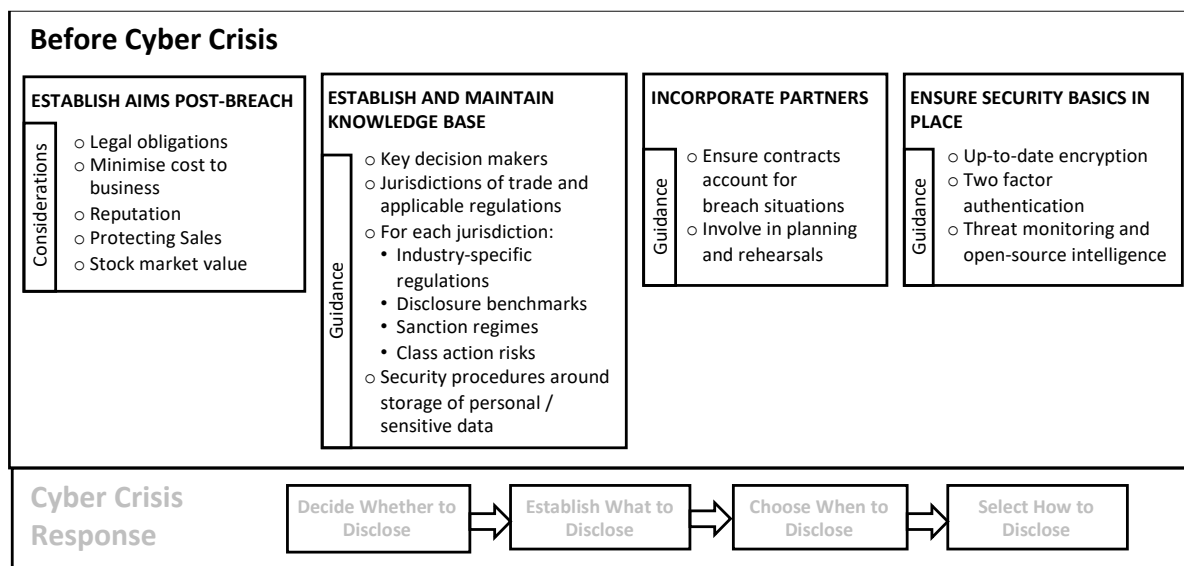 Before Cyber Crisis
ESTABLISH AIMS POST-BREACH
Considerations
○ Legal obligations
○ Minimise cost to
business
○ Reputation
○ Protecting Sales
○ Stock market value
ESTABLISH AND MAINTAIN
KNOWLEDGE BASE
Guidance
○ Key decision makers
○ Jurisdictions of trade and
applicable regulations
○ For each jurisdiction:
• Industry-specific
regulations
• Disclosure benchmarks
• Sanction regimes
• Class action risks
○ Security procedures around
storage of personal /
sensitive data
INCORPORATE PARTNERS
Guidance
○ Ensure contracts
account for
breach situations
○ Involve in planning
and rehearsals
ENSURE SECURITY BASICS IN
PLACE
Guidance
○ Up-to-date encryption
○ Two factor
authentication
○ Threat monitoring and
open-source intelligence
Cyber Crisis
Response
Decide Whether to
Disclose
Establish What to
Disclose
Choose When to
Disclose
Select How to
Disclose